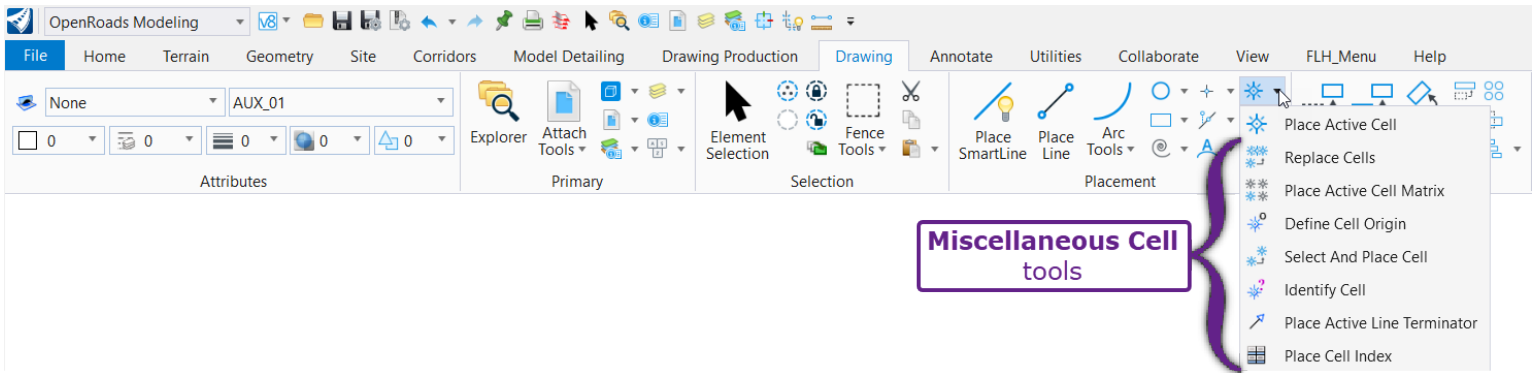 OpenRoads Modeling
V8
File Home Terrain Geometry Site Corridors Model Detailing Drawing Production Drawing Annotate Utilities Collaborate View FLH_Menu Help
None AUX_01
0 0 0 0 0
Attributes
Explorer
Attach
Tools
Primary
Element
Selection
Fence
Tools
Selection
Place
SmartLine
Place
Line
Arc
Tools
A
Placement
Place Active Cell
Replace Cells
Place Active Cell Matrix
Define Cell Origin
Select And Place Cell
Identify Cell
Place Active Line Terminator
Place Cell Index
Miscellaneous Cell
tools